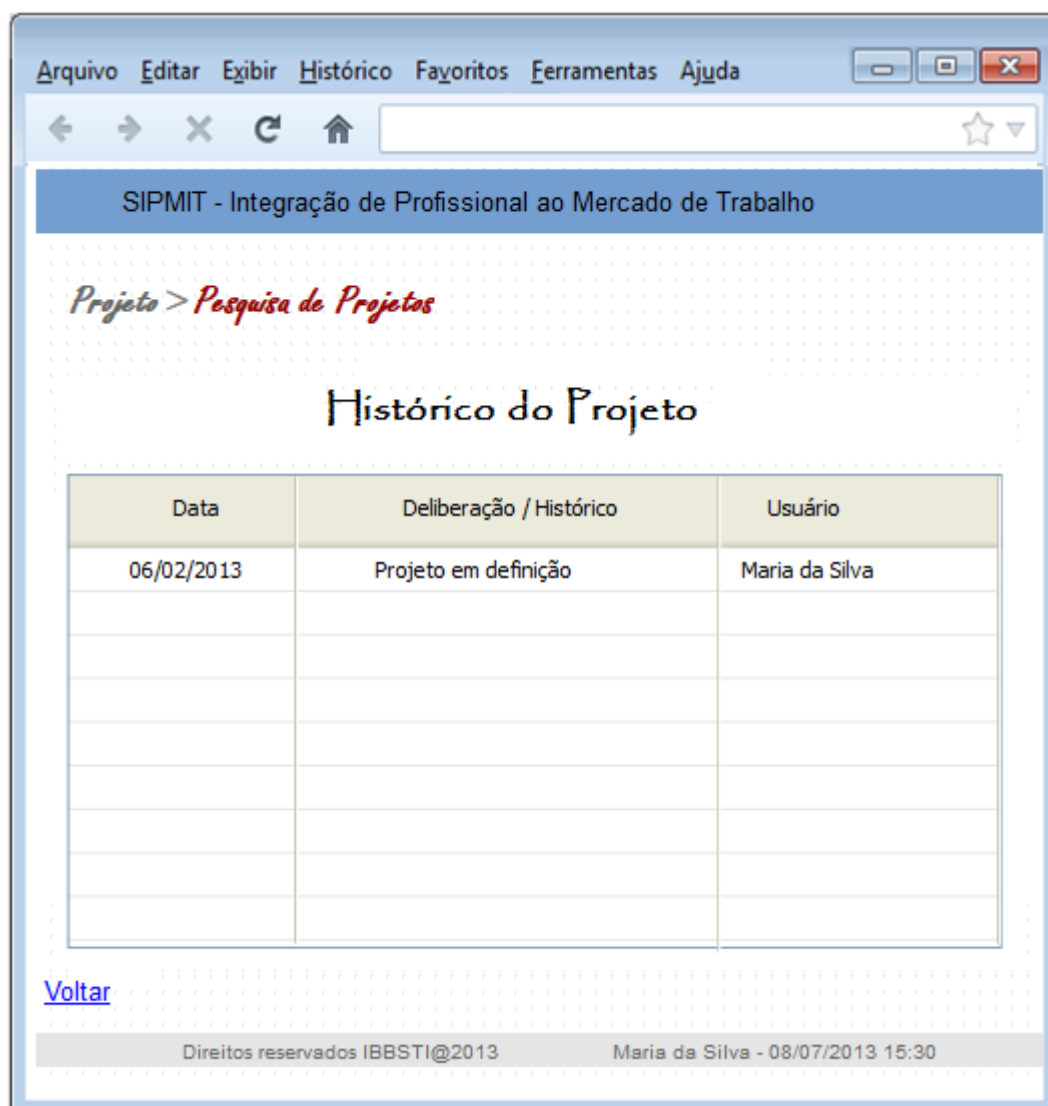 Arquivo Editar Exibir Histórico Favoritos Ferramentas Ajuda
SIPMIT - Integração de Profissional ao Mercado de Trabalho
Projeto > Pesquisa de Projetos
Histórico do Projeto
Data Deliberação / Histórico Usuário
06/02/2013 Projeto em definição Maria da Silva
Voltar
Direitos reservados IBBSTI@2013 Maria da Silva - 08/07/2013 15:30